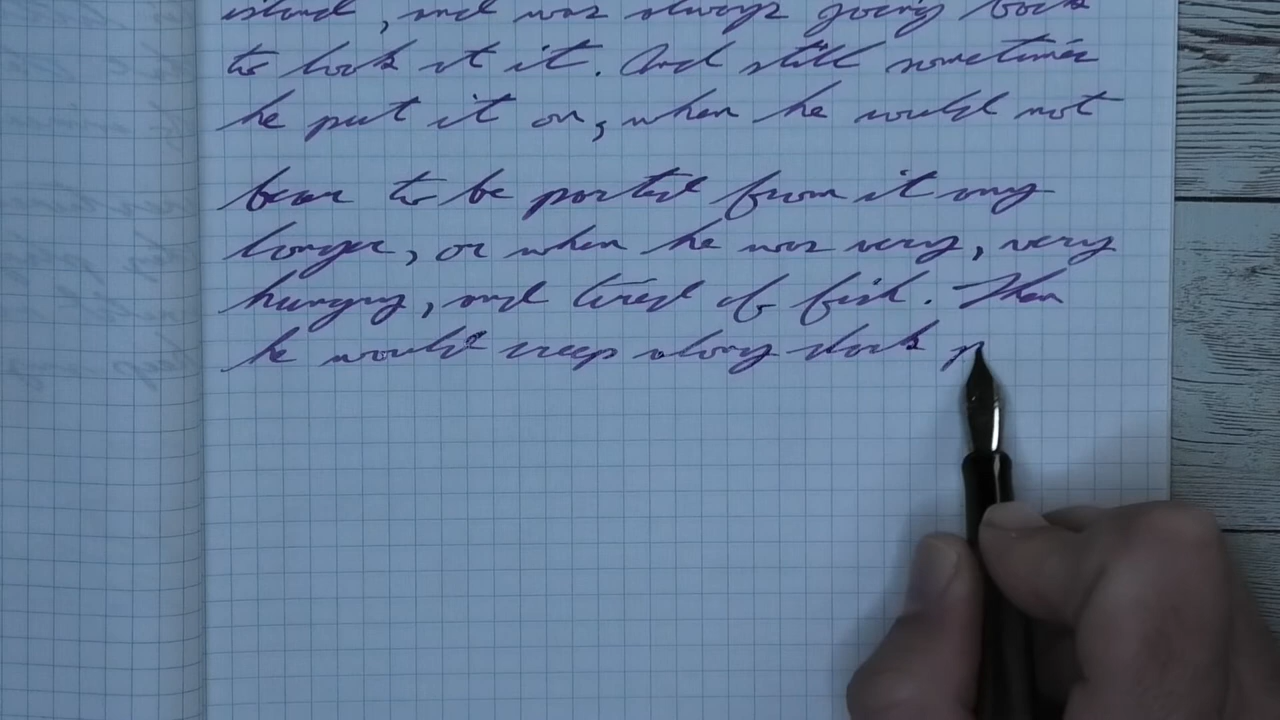 island, and was always going back
to look at it. And still sometimes
he put it on, when he could not
bear to be parted from it any
longer, or when he was very, very
hungry, and tired of fish. Then
he would creep along dark p